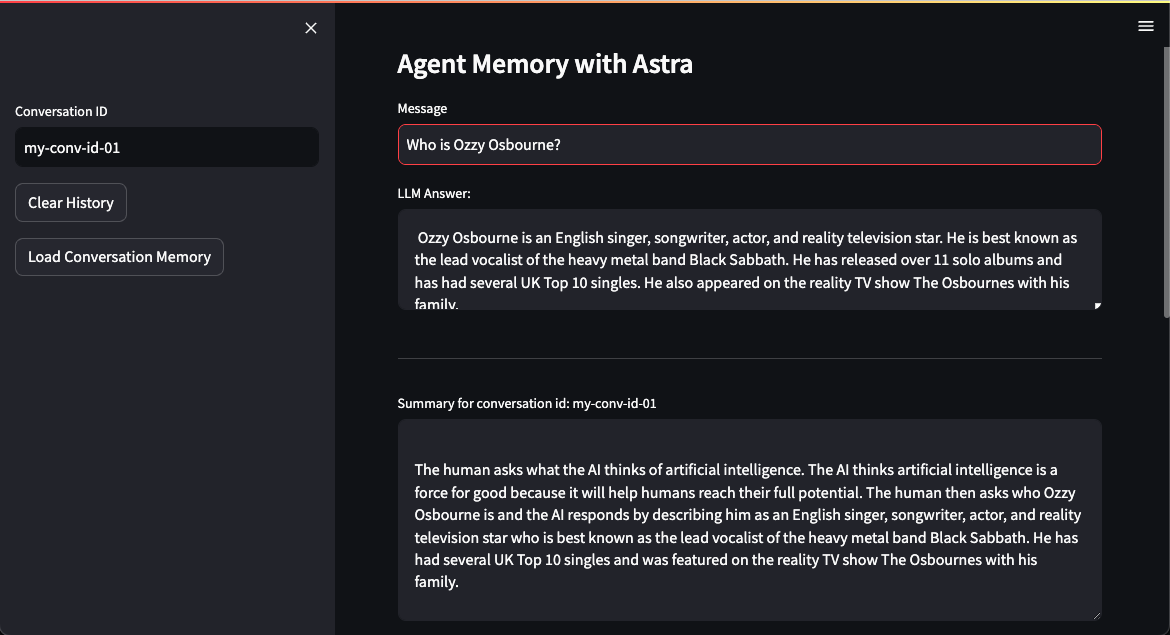 Conversation ID
my-conv-id-01
Clear History
Load Conversation Memory
Agent Memory with Astra
Message
Who is Ozzy Osbourne?
LLM Answer:
Ozzy Osbourne is an English singer, songwriter, actor, and reality television star. He is best known as
the lead vocalist of the heavy metal band Black Sabbath. He has released over 11 solo albums and
has had several UK Top 10 singles. He also appeared on the reality TV show The Osbournes with his
family.
Summary for conversation id: my-conv-id-01
The human asks what the AI thinks of artificial intelligence. The AI thinks artificial intelligence is a
force for good because it will help humans reach their full potential. The human then asks who Ozzy
Osbourne is and the AI responds by describing him as an English singer, songwriter, actor, and reality
television star who is best known as the lead vocalist of the heavy metal band Black Sabbath. He has
had several UK Top 10 singles and was featured on the reality TV show The Osbournes with his
family.